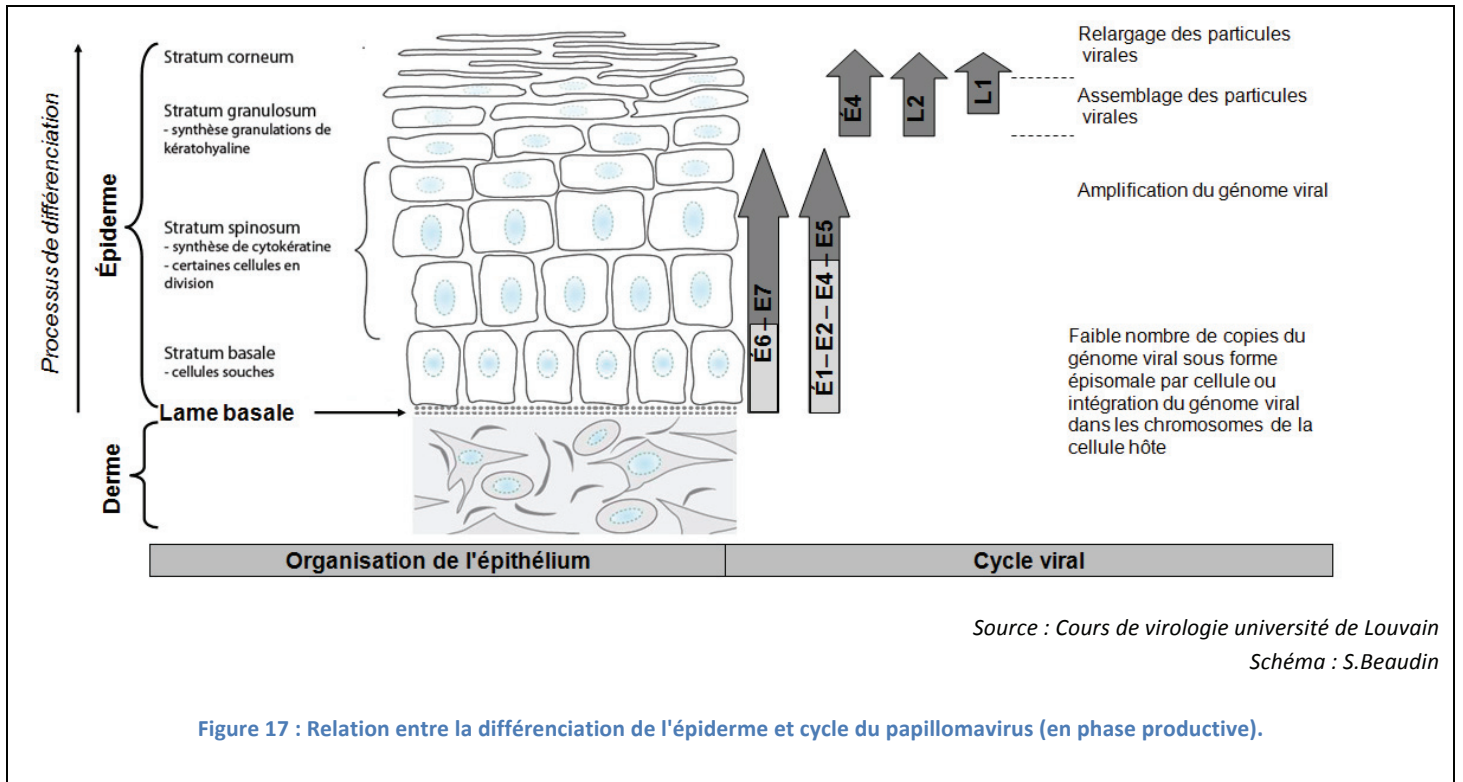 Processus de différenciation
Épiderme
Stratum corneum
Stratum granulosum
- synthèse granulations de
kératohyaline
Stratum spinosum
- synthèse de cytokératine
- certaines cellules en
division
Stratum basale
- cellules souches
Lame basale
Derme
É6 – E7
É1– E2 – E4 – E5
É4
L2
L1
Relargage des particules
virales
Assemblage des particules
virales
Amplification du génome viral
Faible nombre de copies du
génome viral sous forme
épisomale par cellule ou
intégration du génome viral
dans les chromosomes de la
cellule hôte
Organisation de l'épithélium
Cycle viral
Source : Cours de virologie université de Louvain
Schéma : S.Beaudin
Figure 17 : Relation entre la différenciation de l'épiderme et cycle du papillomavirus (en phase productive).